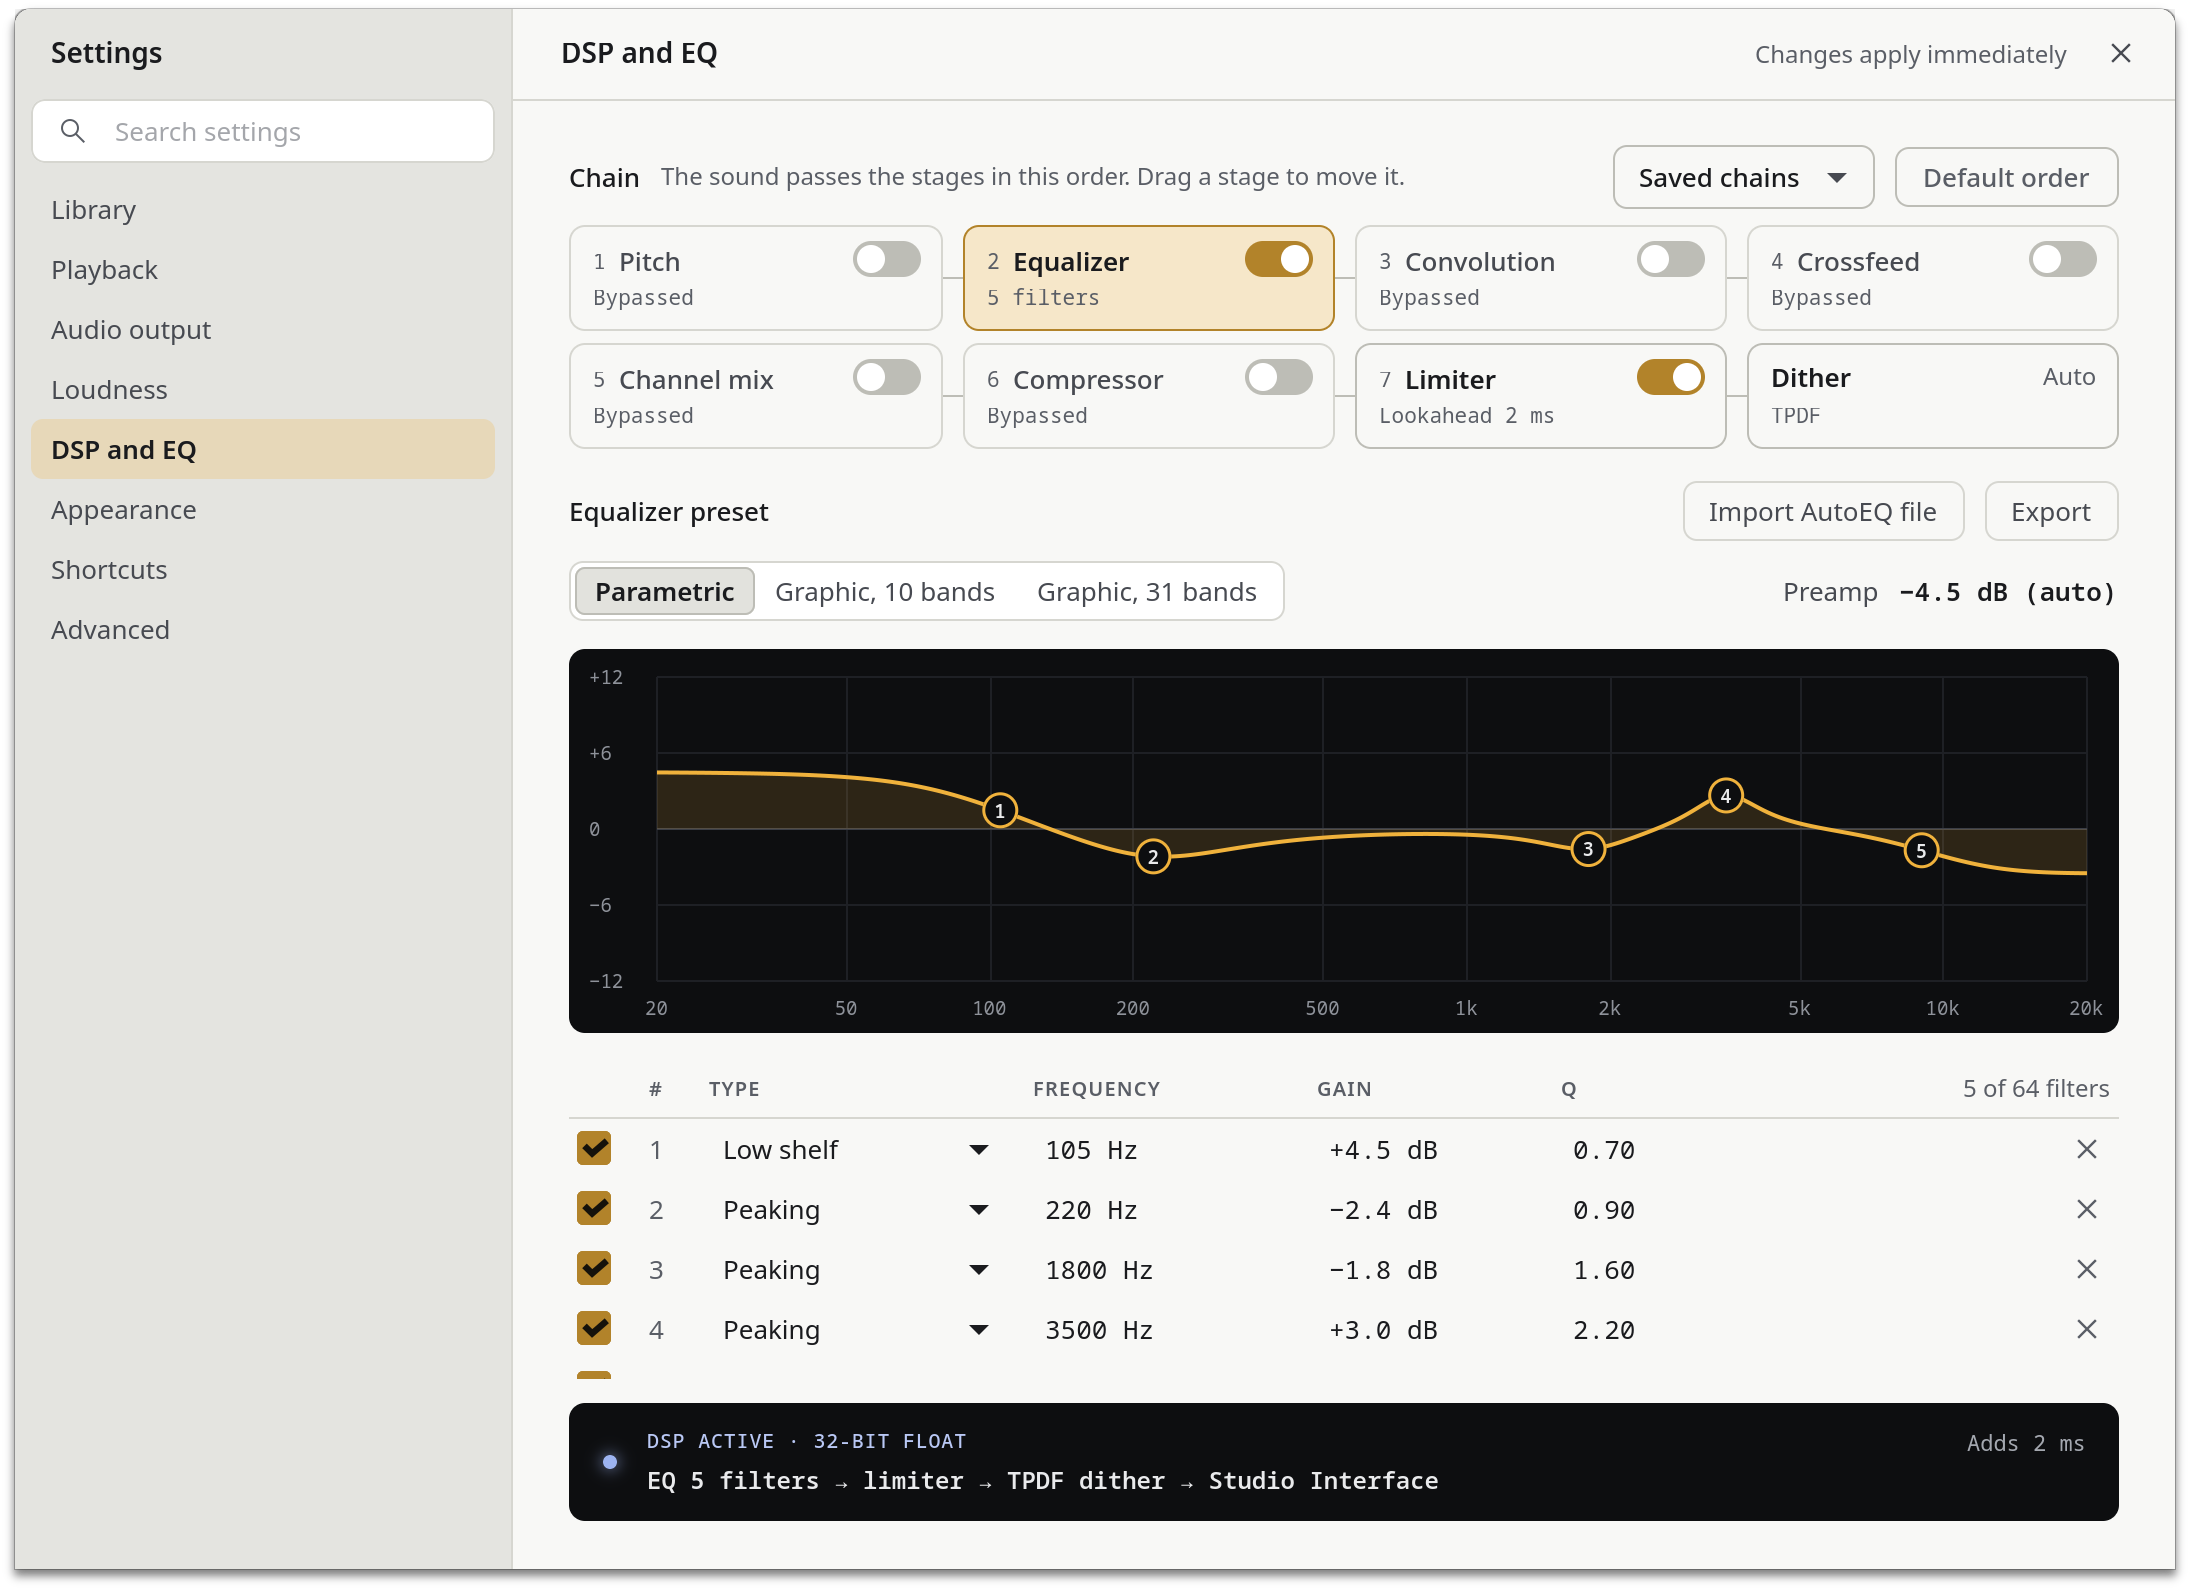 Settings
Search settings
Library
Playback
Audio output
Loudness
DSP and EQ
Appearance
Shortcuts
Advanced
DSP and EQ
Changes apply immediately
Chain The sound passes the stages in this order. Drag a stage to move it.
Saved chains
Default order
1 Pitch
Bypassed
2 Equalizer
5 filters
3 Convolution
Bypassed
4 Crossfeed
Bypassed
5 Channel mix
Bypassed
6 Compressor
Bypassed
7 Limiter
Lookahead 2 ms
Dither Auto
TPDF
Equalizer preset
Import AutoEQ file
Export
Parametric
Graphic, 10 bands
Graphic, 31 bands
Preamp −4.5 dB (auto)
+12
+6
0
−6
−12
1
2
3
4
5
20 50 100 200 500 1k 2k 5k 10k 20k
# TYPE FREQUENCY GAIN Q 5 of 64 filters
1 Low shelf 105 Hz +4.5 dB 0.70
2 Peaking 220 Hz −2.4 dB 0.90
3 Peaking 1800 Hz −1.8 dB 1.60
4 Peaking 3500 Hz +3.0 dB 2.20
DSP ACTIVE · 32-BIT FLOAT
Adds 2 ms
EQ 5 filters → limiter → TPDF dither → Studio Interface